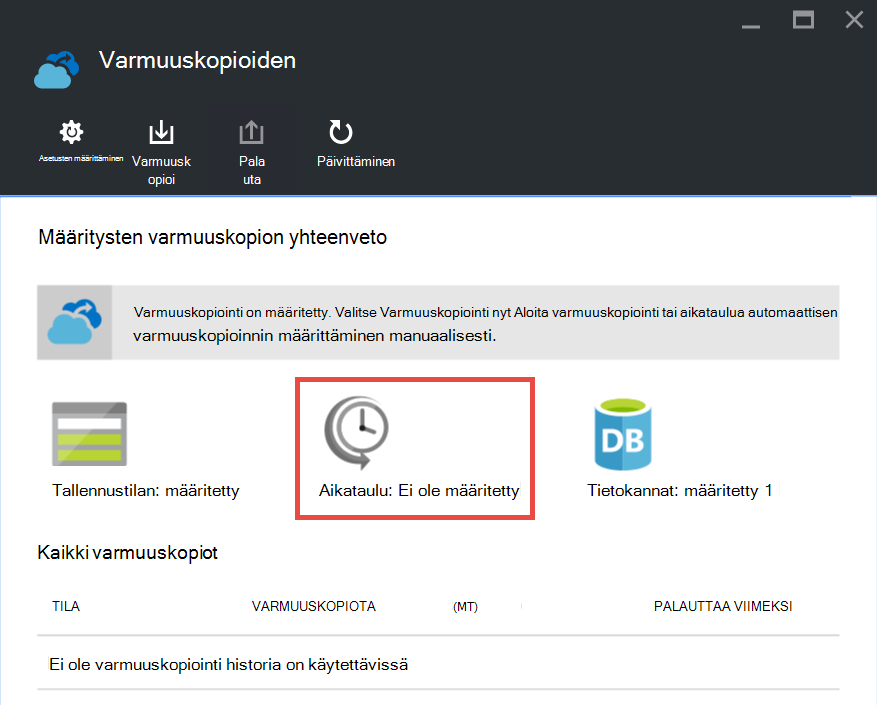 Varmuuskopioiden
Asetusten määrittäminen
Varmuusk
opioi
Pala
uta
Päivittäminen
Määritysten varmuuskopion yhteenveto
Varmuuskopiointi on määritetty. Valitse Varmuuskopiointi nyt Aloita varmuuskopiointi tai aikataulua automaattisen
varmuuskopioinnin määrittäminen manuaalisesti.
DB
Tallennustilan: määritetty
Aikataulu: Ei ole määritetty
Tietokannat: määritetty 1
Kaikki varmuuskopiot
TILA VARMUUSKOPIOTA (MT) PALAUTTAA VIIMEKSI
Ei ole varmuuskopiointi historia on käytettävissä